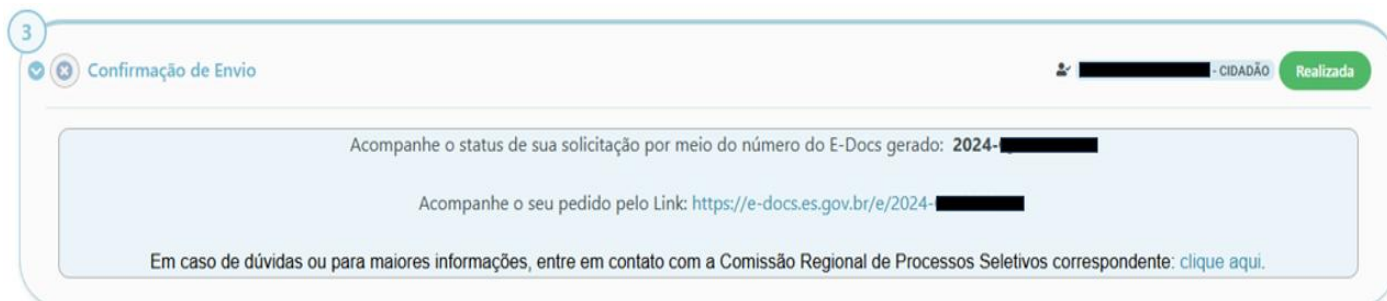 3
Confirmação de Envio
- CIDADÃO
Realizada
Acompanhe o status de sua solicitação por meio do número do E-Docs gerado: 2024-
Acompanhe o seu pedido pelo Link: https://e-docs.es.gov.br/e/2024-
Em caso de dúvidas ou para maiores informações, entre em contato com a Comissão Regional de Processos Seletivos correspondente: clique aqui.